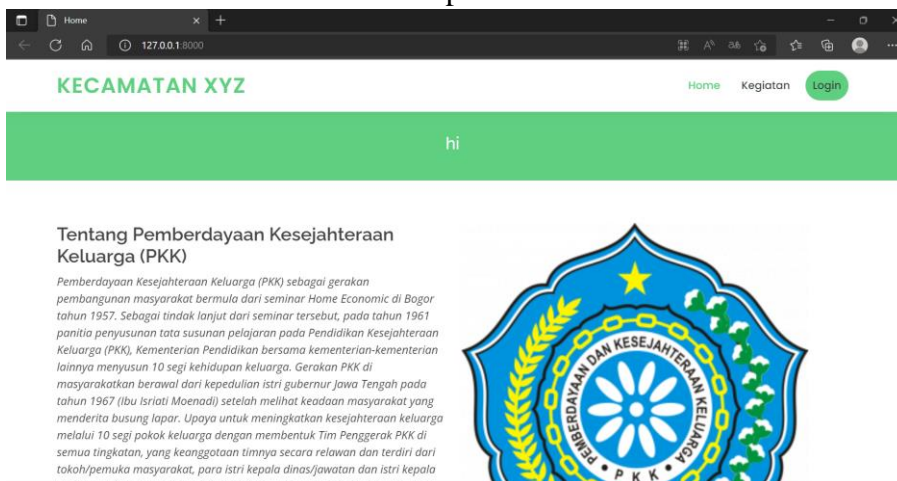 Home
127.0.0.1:8000
KECAMATAN XYZ
Home Kegiatan Login
hi
Tentang Pemberdayaan Kesejahteraan
Keluarga (PKK)
Pemberdayaan Kesejahteraan Keluarga (PKK) sebagai gerakan
pembangunan masyarakat bermula dari seminar Home Economic di Bogor
tahun 1957. Sebagai tindak lanjut dari seminar tersebut, pada tahun 1961
panitia penyusunan tata susunan pelajaran pada Pendidikan Kesejahteraan
Keluarga (PKK), Kementerian Pendidikan bersama kementerian-kementerian
lainnya menyusun 10 segi kehidupan keluarga. Gerakan PKK di
masyarakatkan berawal dari kepedulian istri gubernur Jawa Tengah pada
tahun 1967 (Ibu Isriati Moenadi) setelah melihat keadaan masyarakat yang
menderita busung lapar. Upaya untuk meningkatkan kesejahteraan keluarga
melalui 10 segi pokok keluarga dengan membentuk Tim Penggerak PKK di
semua tingkatan, yang keanggotaan timnya secara relawan dan terdiri dari
tokoh/pemuka masyarakat, para istri kepala dinas/jawatan dan istri kepala
PEMBERDAYAAN DAN KESEJAHTERAAN KELUARGA
P K K